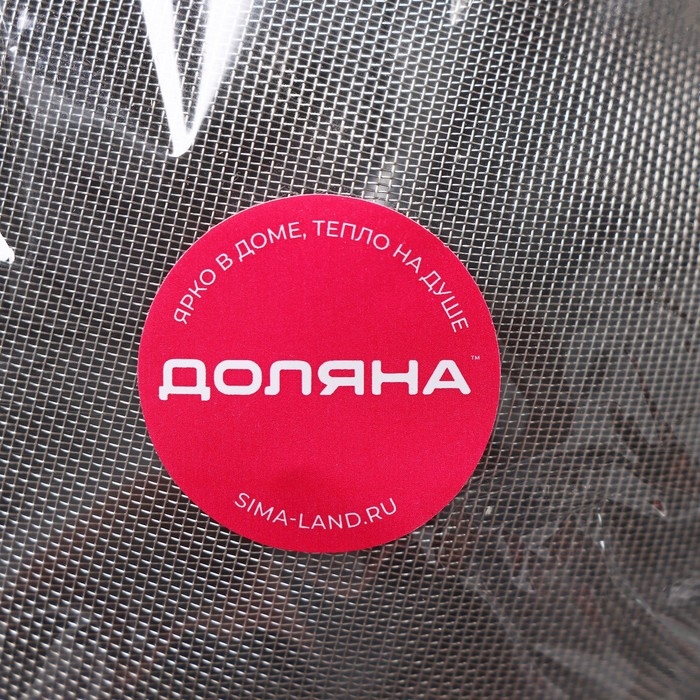 ЯРКО В ДОМЕ, ТЕПЛО НА ДУШЕ
ДОЛЯНА™
SIMA-LAND.RU